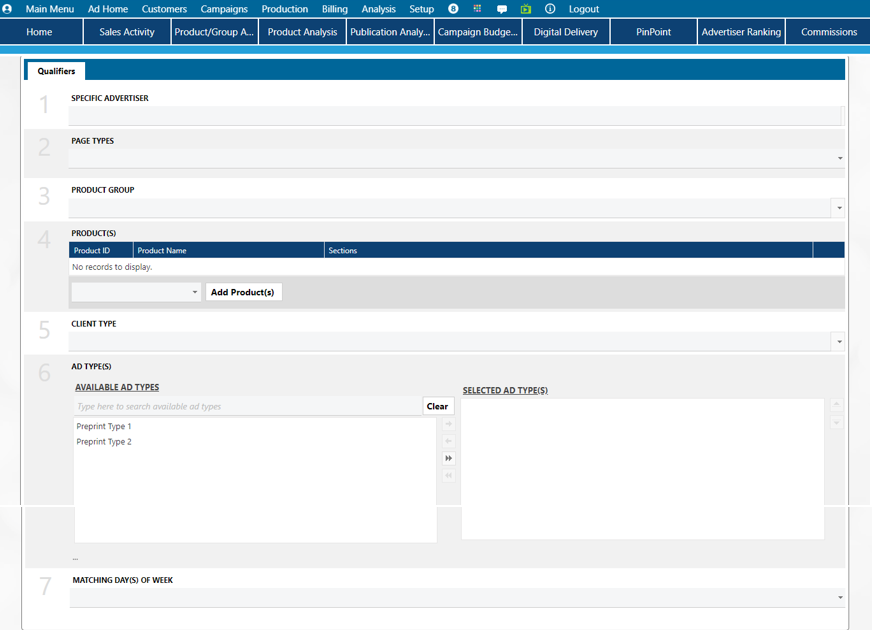 Main Menu Ad Home Customers Campaigns Production Billing Analysis Setup 8 Logout
Home Sales Activity Product/Group A... Product Analysis Publication Analy... Campaign Budge... Digital Delivery PinPoint Advertiser Ranking Commissions
Qualifiers
1 SPECIFIC ADVERTISER
2 PAGE TYPES
3 PRODUCT GROUP
4 PRODUCT(S)
Product ID Product Name Sections
No records to display.
Add Product(s)
5 CLIENT TYPE
6 AD TYPE(S)
AVAILABLE AD TYPES SELECTED AD TYPE(S)
Type here to search available ad types Clear
Preprint Type 1
Preprint Type 2
...
7 MATCHING DAY(S) OF WEEK